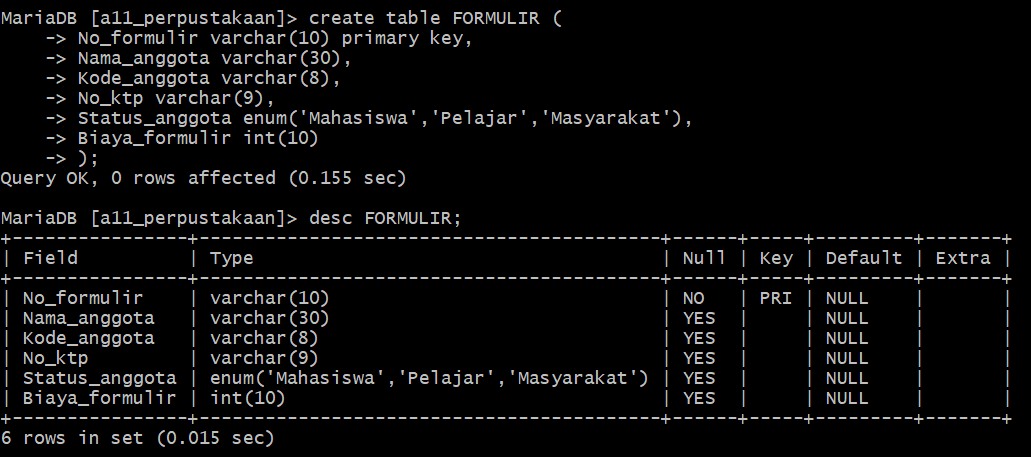 MariaDB [a11_perpustakaan]> create table FORMULIR (
    -> No_formulir varchar(10) primary key,
    -> Nama_anggota varchar(30),
    -> Kode_anggota varchar(8),
    -> No_ktp varchar(9),
    -> Status_anggota enum('Mahasiswa','Pelajar','Masyarakat'),
    -> Biaya_formulir int(10)
    -> );
Query OK, 0 rows affected (0.155 sec)

MariaDB [a11_perpustakaan]> desc FORMULIR;
+----------------+-----------------------------------------+------+-----+---------+-------+
| Field          | Type                                    | Null | Key | Default | Extra |
+----------------+-----------------------------------------+------+-----+---------+-------+
| No_formulir    | varchar(10)                             | NO   | PRI | NULL    |       |
| Nama_anggota   | varchar(30)                             | YES  |     | NULL    |       |
| Kode_anggota   | varchar(8)                              | YES  |     | NULL    |       |
| No_ktp         | varchar(9)                              | YES  |     | NULL    |       |
| Status_anggota | enum('Mahasiswa','Pelajar','Masyarakat') | YES  |     | NULL    |       |
| Biaya_formulir | int(10)                                 | YES  |     | NULL    |       |
+----------------+-----------------------------------------+------+-----+---------+-------+
6 rows in set (0.015 sec)